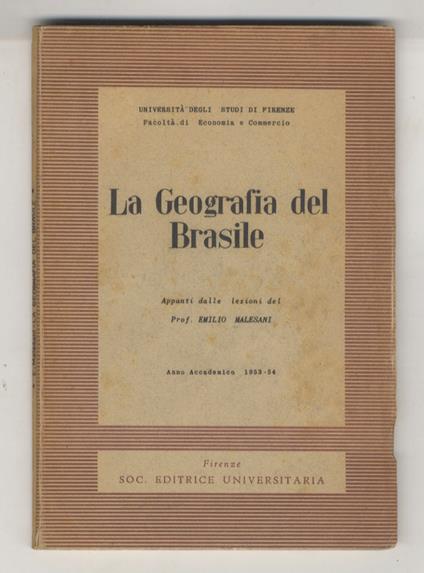 UNIVERSITÀ DEGLI STUDI DI FIRENZE
Facoltà di Economia e Commercio
La Geografia del
Brasile
Appunti dalle lezioni del
Prof. EMILIO MALESANI
Anno Accademico 1953-54
Firenze
SOC. EDITRICE UNIVERSITARIA